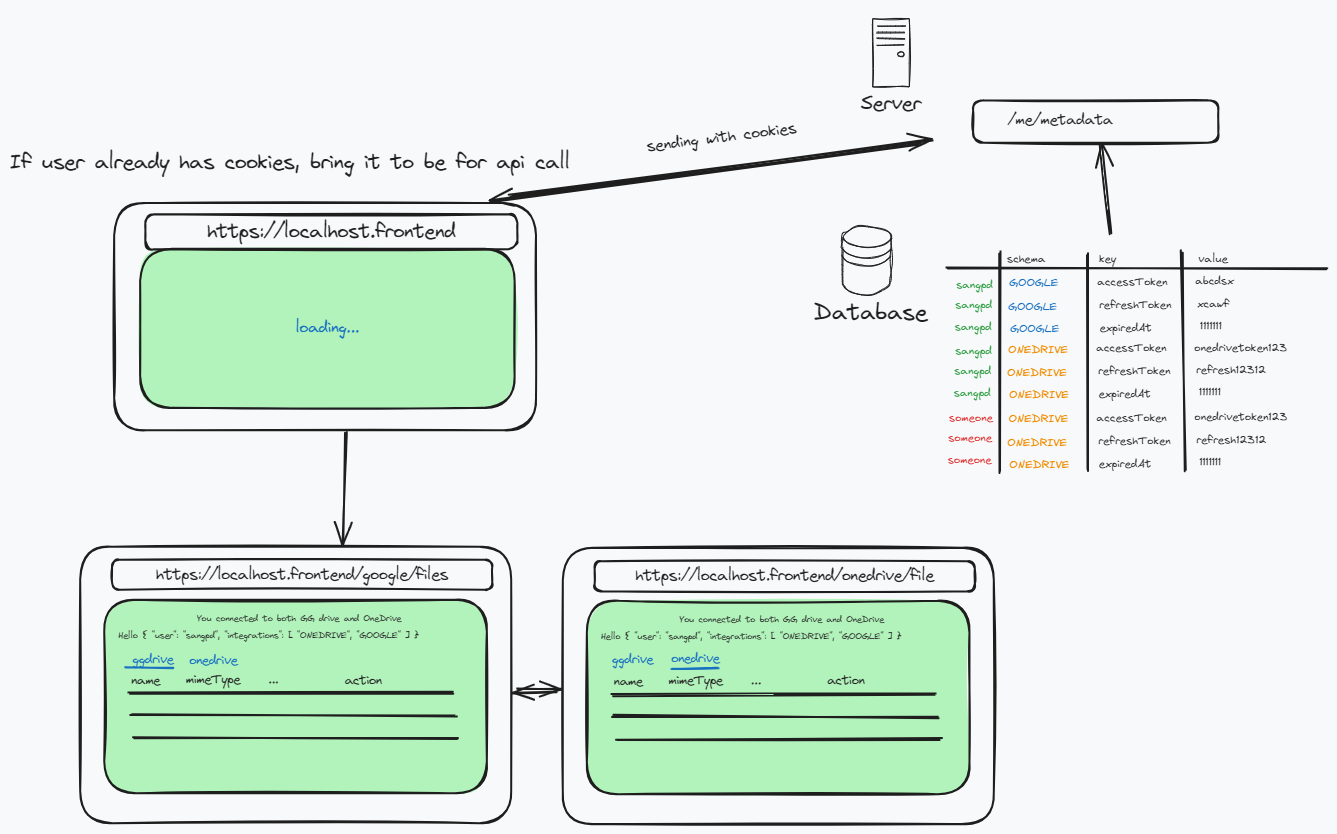 Server
/me/metadata
sending with cookies
If user already has cookies, bring it to be for api call
https://localhost.frontend
loading...
Database
schema key value
sangpd GOOGLE accessToken abcdsx
sangpd GOOGLE refreshToken xcawf
sangpd GOOGLE expiredAt 1111111
sangpd ONEDRIVE accessToken onedrivetoken123
sangpd ONEDRIVE refreshToken refresh12312
sangpd ONEDRIVE expiredAt 1111111
someone ONEDRIVE accessToken onedrivetoken123
someone ONEDRIVE refreshToken refresh12312
someone ONEDRIVE expiredAt 1111111
https://localhost.frontend/google/files
You connected to both GG drive and OneDrive
Hello { "user": "sangpd", "integrations": [ "ONEDRIVE", "GOOGLE" ] }
ggdrive onedrive
name mimeType ... action
https://localhost.frontend/onedrive/file
You connected to both GG drive and OneDrive
Hello { "user": "sangpd", "integrations": [ "ONEDRIVE", "GOOGLE" ] }
ggdrive onedrive
name mimeType ... action